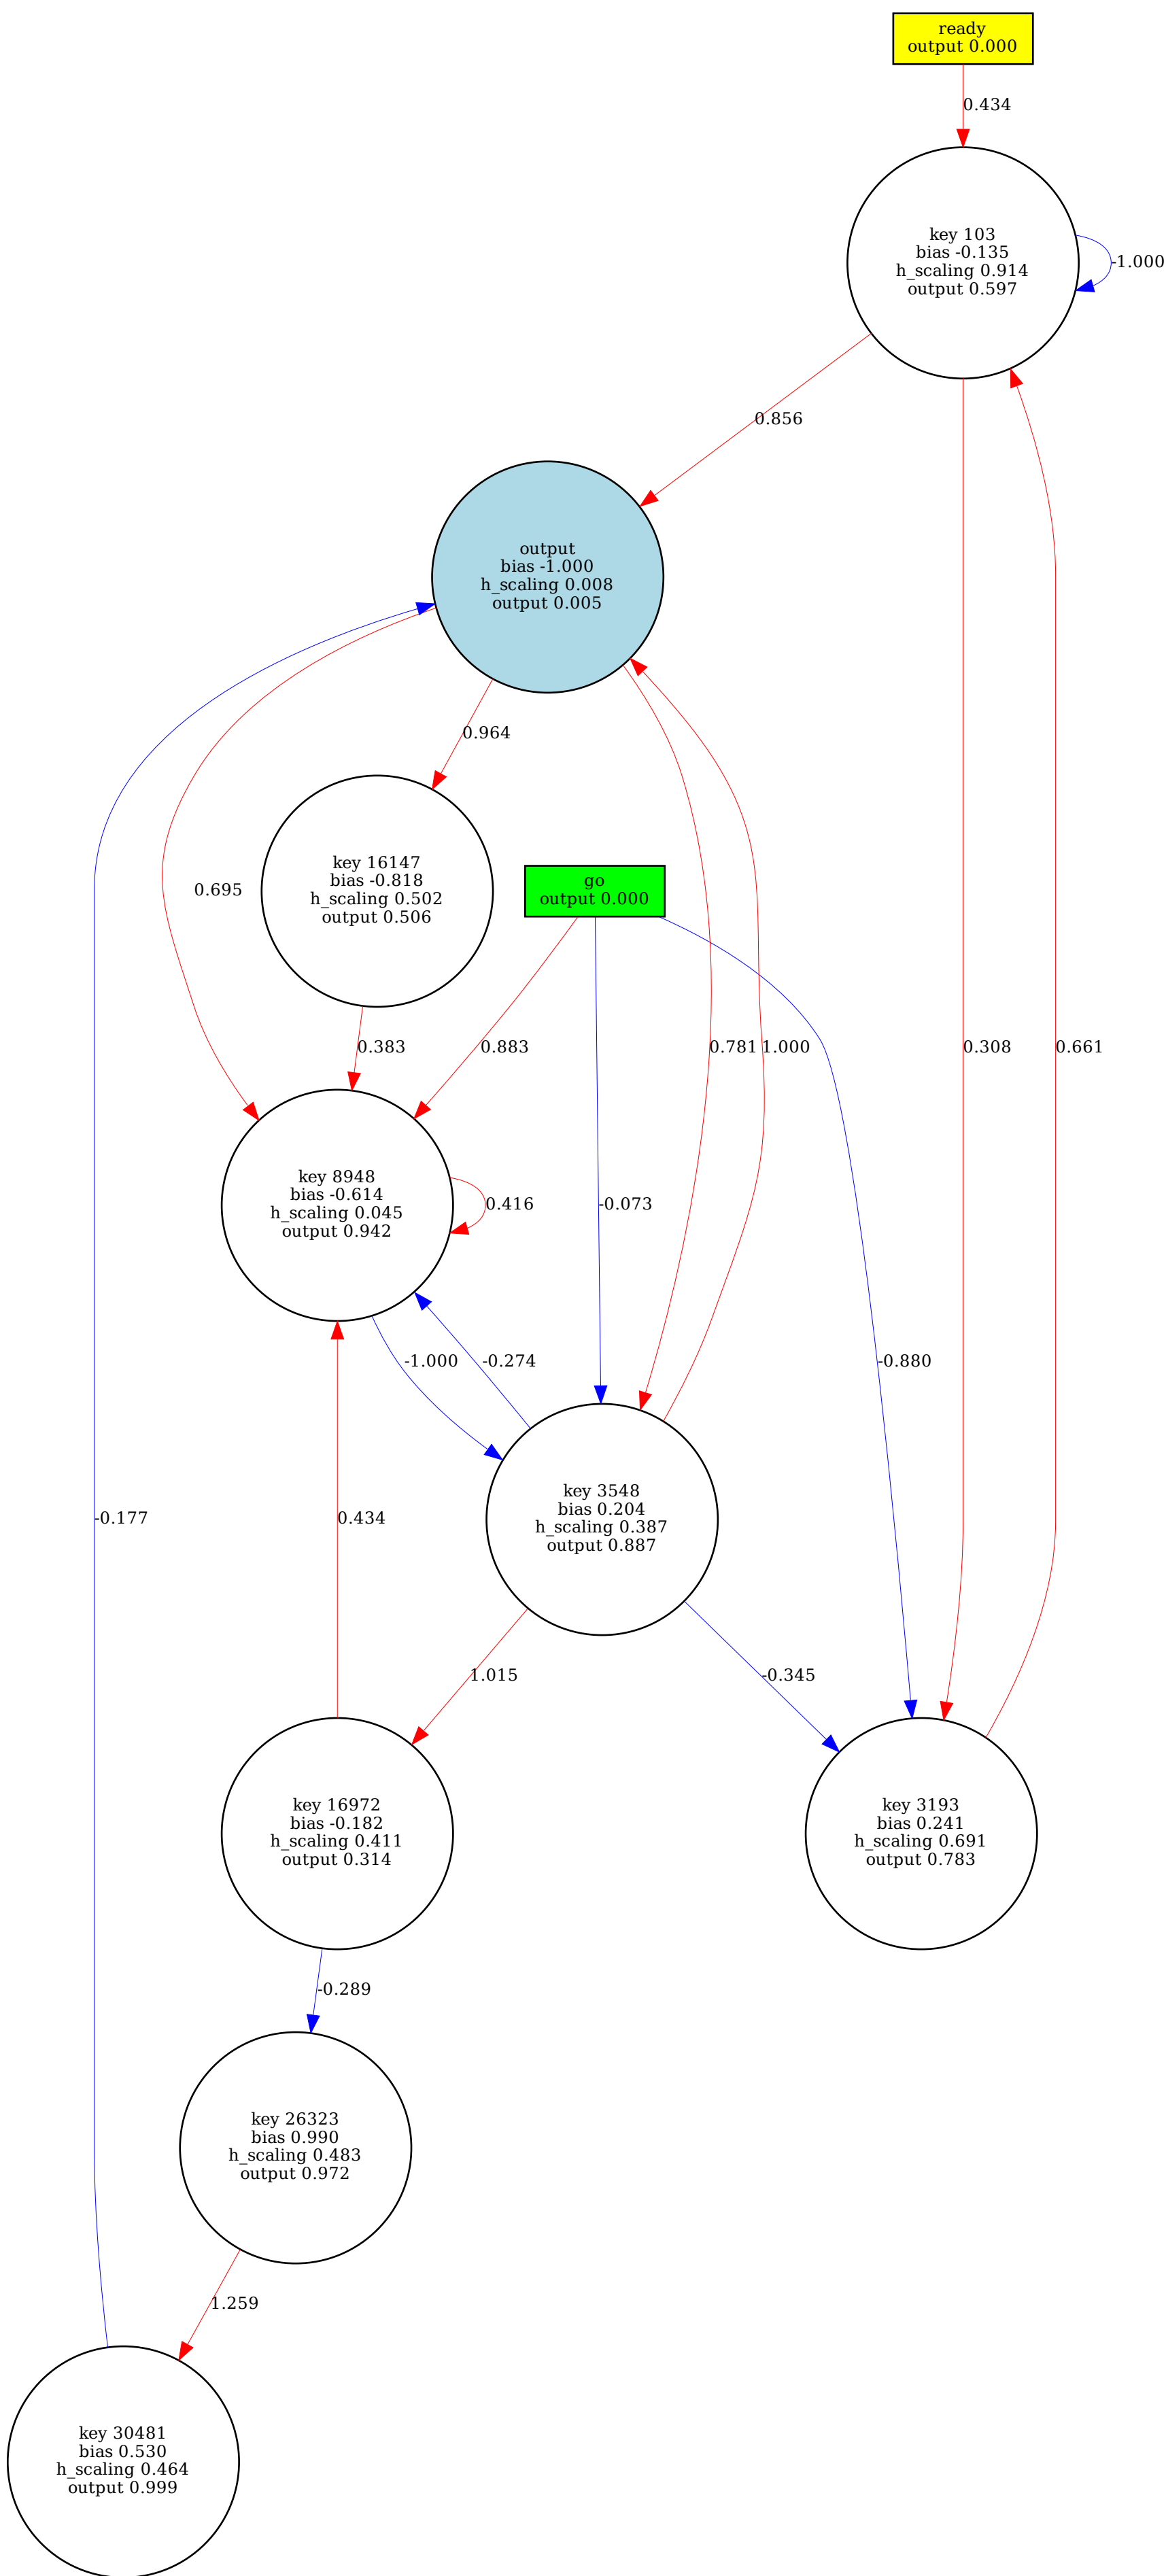 ready
output 0.000
0.434
key 103
bias -0.135
h_scaling 0.914
output 0.597
-1.000
0.856
output
bias -1.000
h_scaling 0.008
output 0.005
0.964
key 16147
bias -0.818
h_scaling 0.502
output 0.506
go
output 0.000
0.695
0.383
0.883
0.781
1.000
0.308
0.661
key 8948
bias -0.614
h_scaling 0.045
output 0.942
0.416
-0.073
-1.000
-0.274
-0.880
key 3548
bias 0.204
h_scaling 0.387
output 0.887
-0.177
0.434
1.015
-0.345
key 16972
bias -0.182
h_scaling 0.411
output 0.314
key 3193
bias 0.241
h_scaling 0.691
output 0.783
-0.289
key 26323
bias 0.990
h_scaling 0.483
output 0.972
1.259
key 30481
bias 0.530
h_scaling 0.464
output 0.999